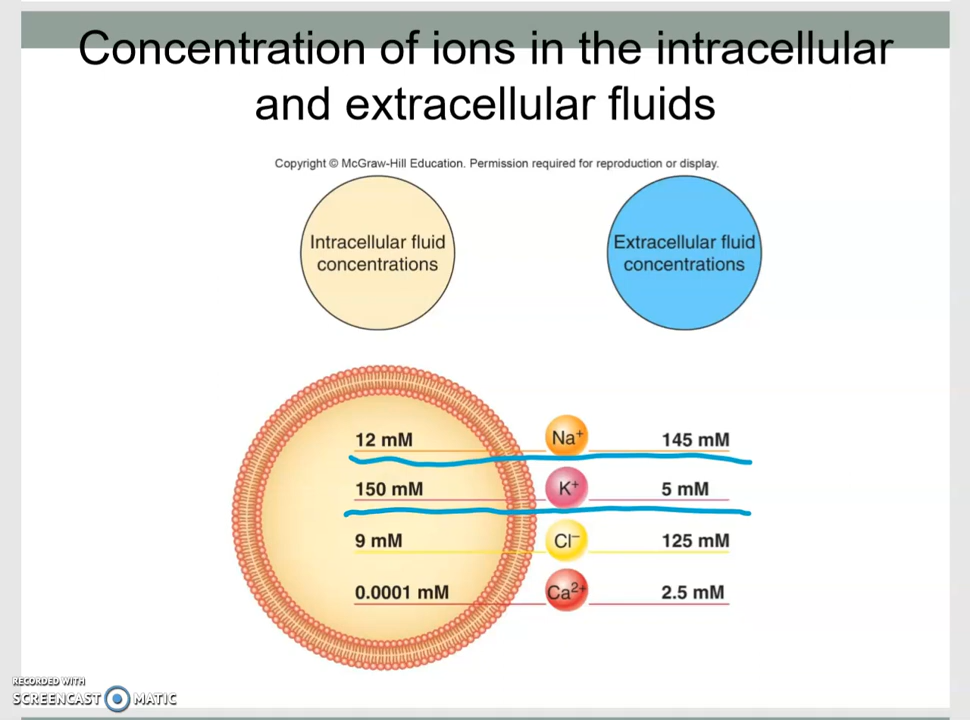 Concentration of ions in the intracellular
and extracellular fluids
Copyright © McGraw-Hill Education. Permission required for reproduction or display.
Intracellular fluid
concentrations
Extracellular fluid
concentrations
12 mM Na⁺ 145 mM
150 mM K⁺ 5 mM
9 mM Cl⁻ 125 mM
0.0001 mM Ca²⁺ 2.5 mM
RECORDED WITH
SCREENCAST MATIC